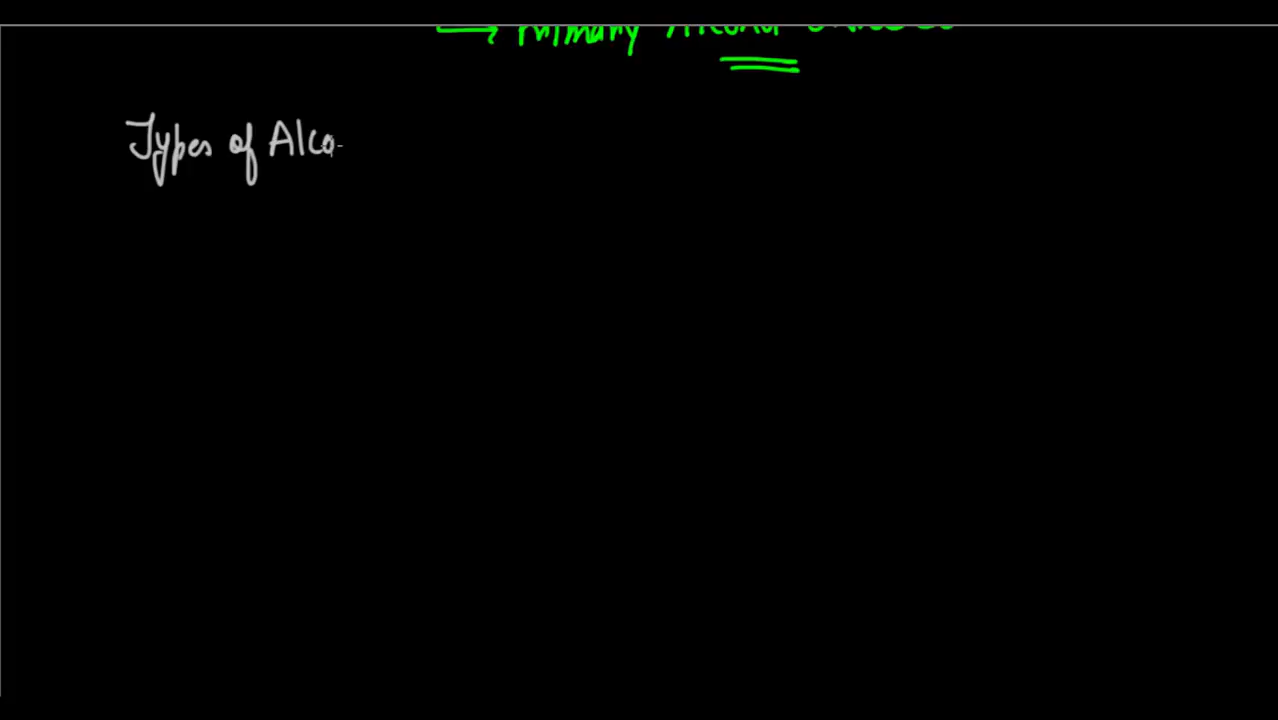 → Primary Alcohol
Types of Alco